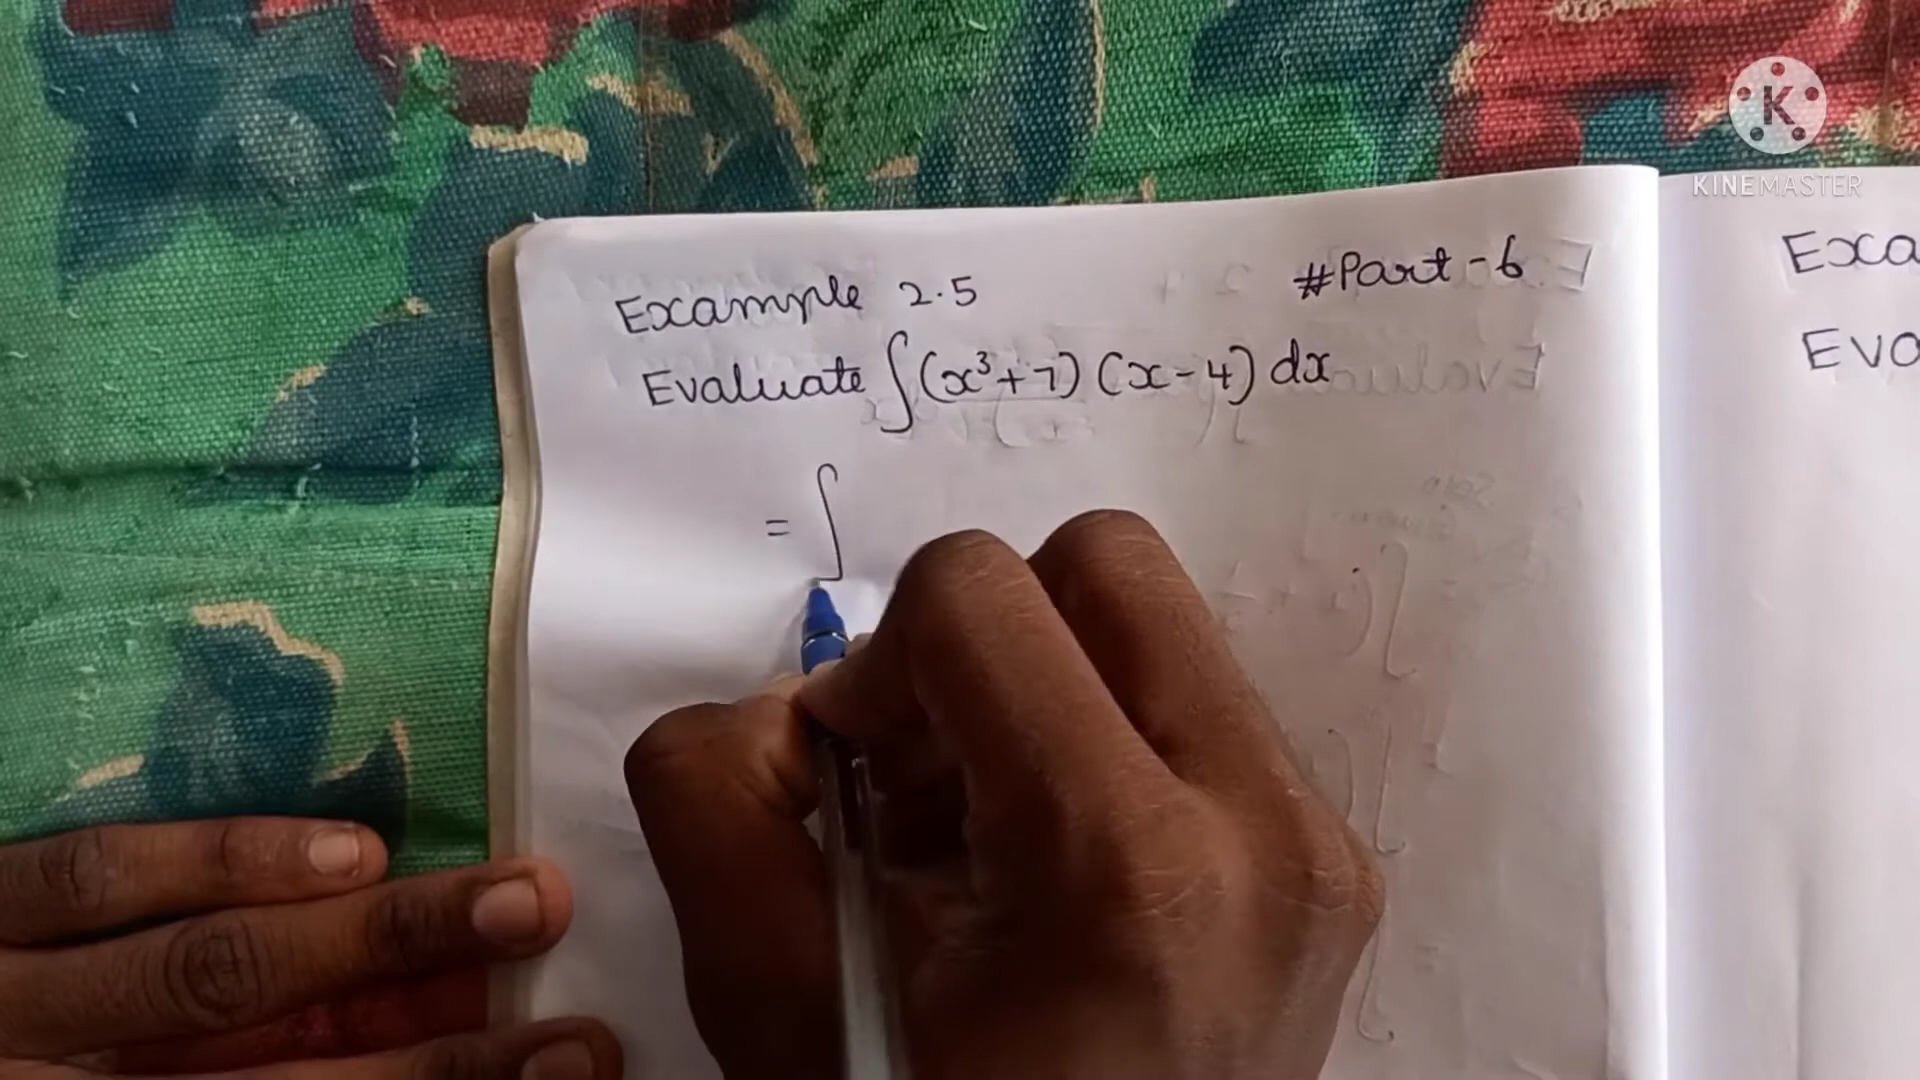 Example 2.5 #Part-6
Evaluate ∫(x³+7)(x-4) dx
= ∫
Exa
Eva
K
KINEMASTER